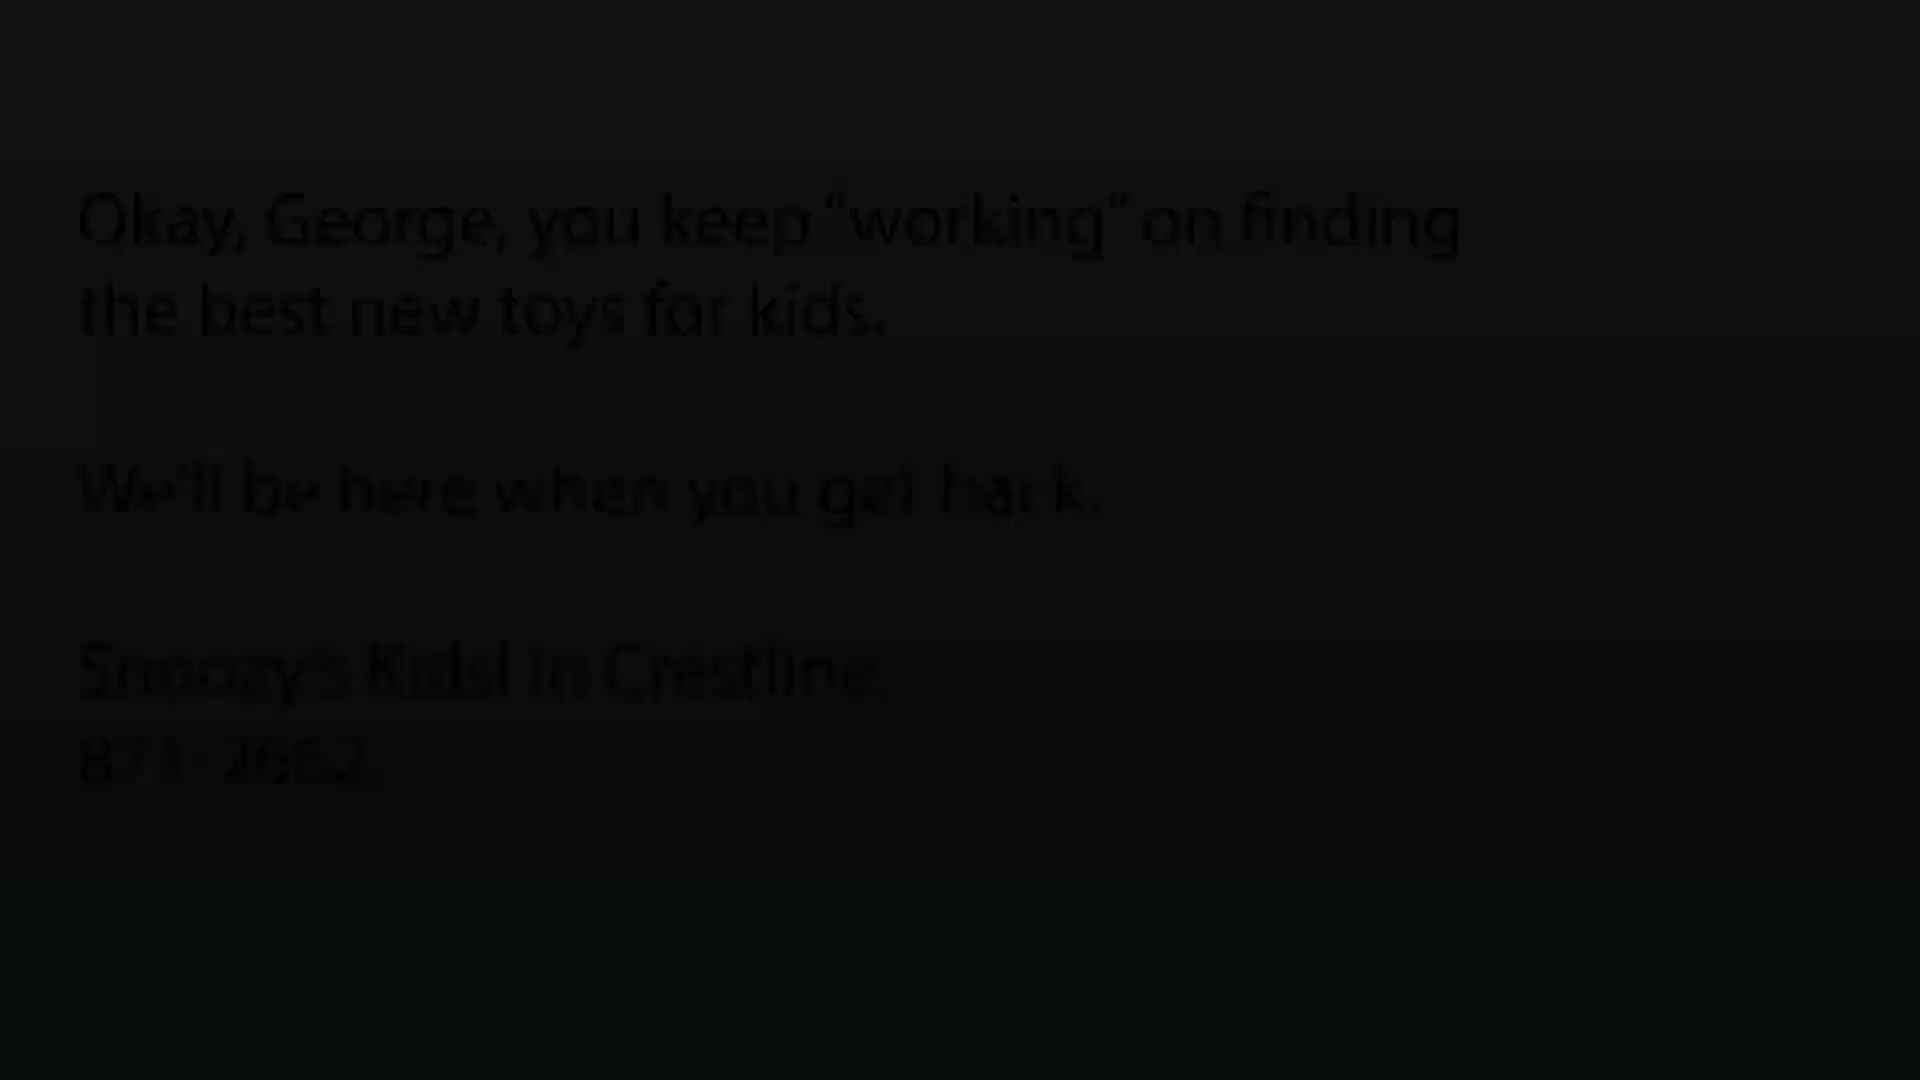 Okay, George, you keep “working” on finding
the best new toys for kids.
We'll be here when you get back.
Snoozy's Kids! in Crestline.
871-2662.